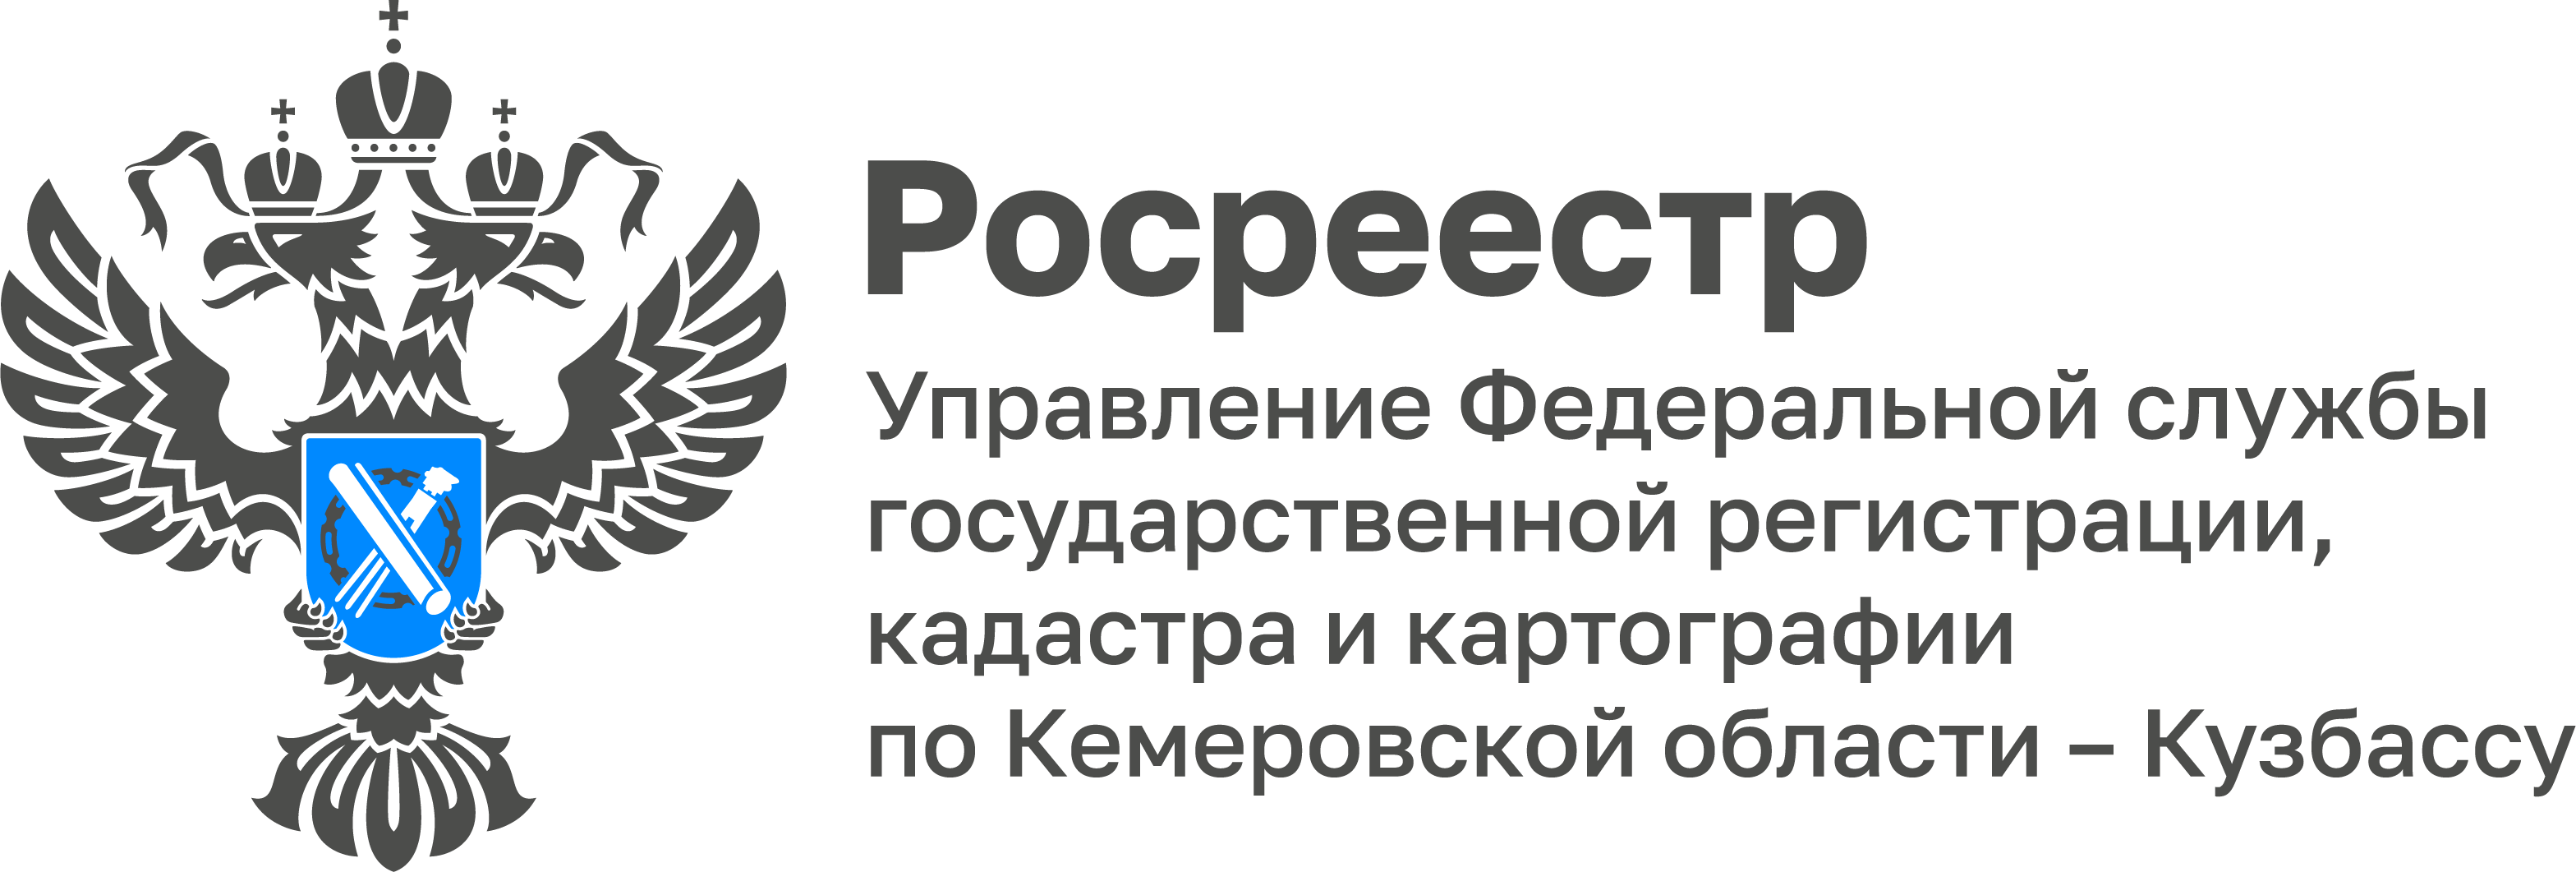 Росреестр
Управление Федеральной службы
государственной регистрации,
кадастра и картографии
по Кемеровской области – Кузбассу